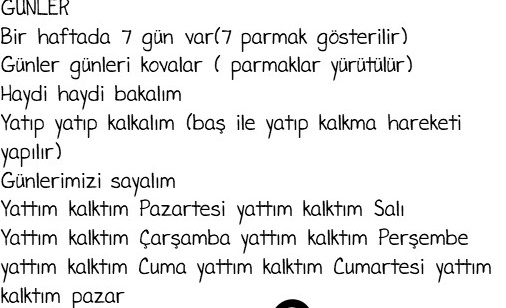 GÜNLER
Bir haftada 7 gün var(7 parmak gösterilir)
Günler günleri kovalar ( parmaklar yürütülür)
Haydi haydi bakalım
Yatıp yatıp kalkalım (baş ile yatıp kalkma hareketi
yapılır)
Günlerimizi sayalım
Yattım kalktım Pazartesi yattım kalktım Salı
Yattım kalktım Çarşamba yattım kalktım Perşembe
yattım kalktım Cuma yattım kalktım Cumartesi yattım
kalktım pazar